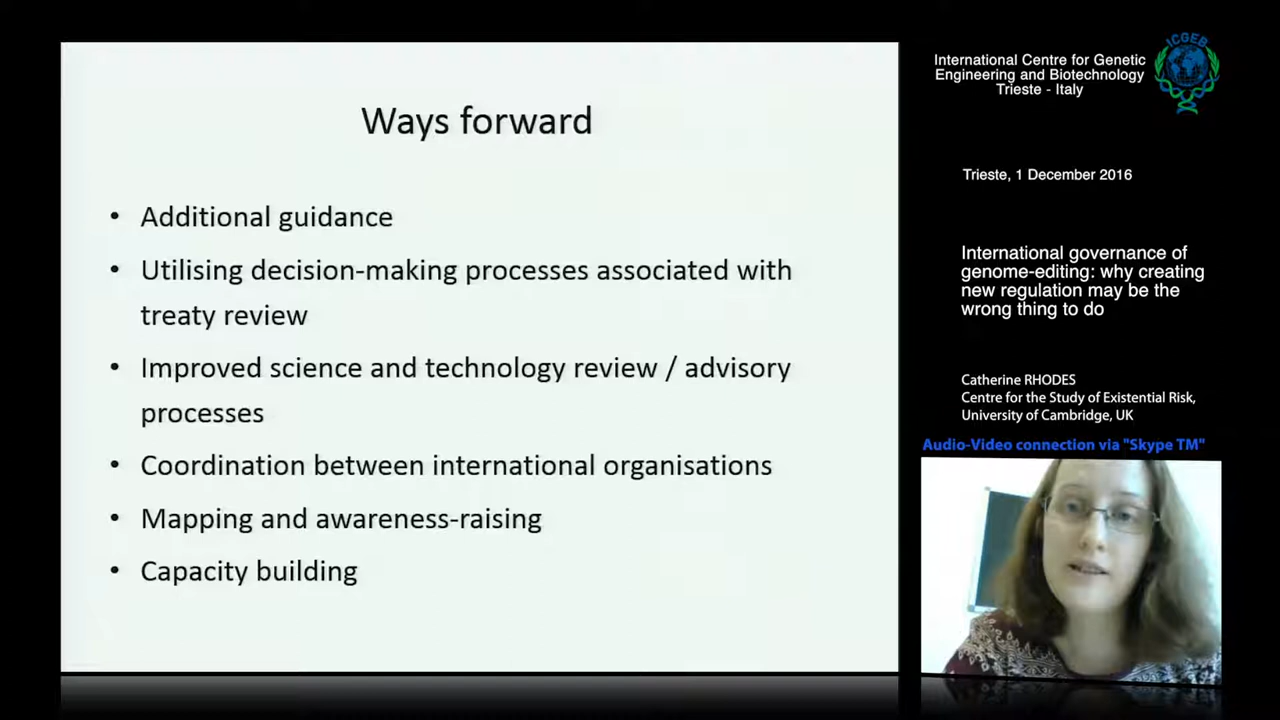 Ways forward
• Additional guidance
• Utilising decision-making processes associated with
treaty review
• Improved science and technology review / advisory
processes
• Coordination between international organisations
• Mapping and awareness-raising
• Capacity building
International Centre for Genetic
Engineering and Biotechnology
Trieste - Italy
ICGEB
Trieste, 1 December 2016
International governance of
genome-editing: why creating
new regulation may be the
wrong thing to do
Catherine RHODES
Centre for the Study of Existential Risk,
University of Cambridge, UK
Audio-Video connection via "Skype TM"